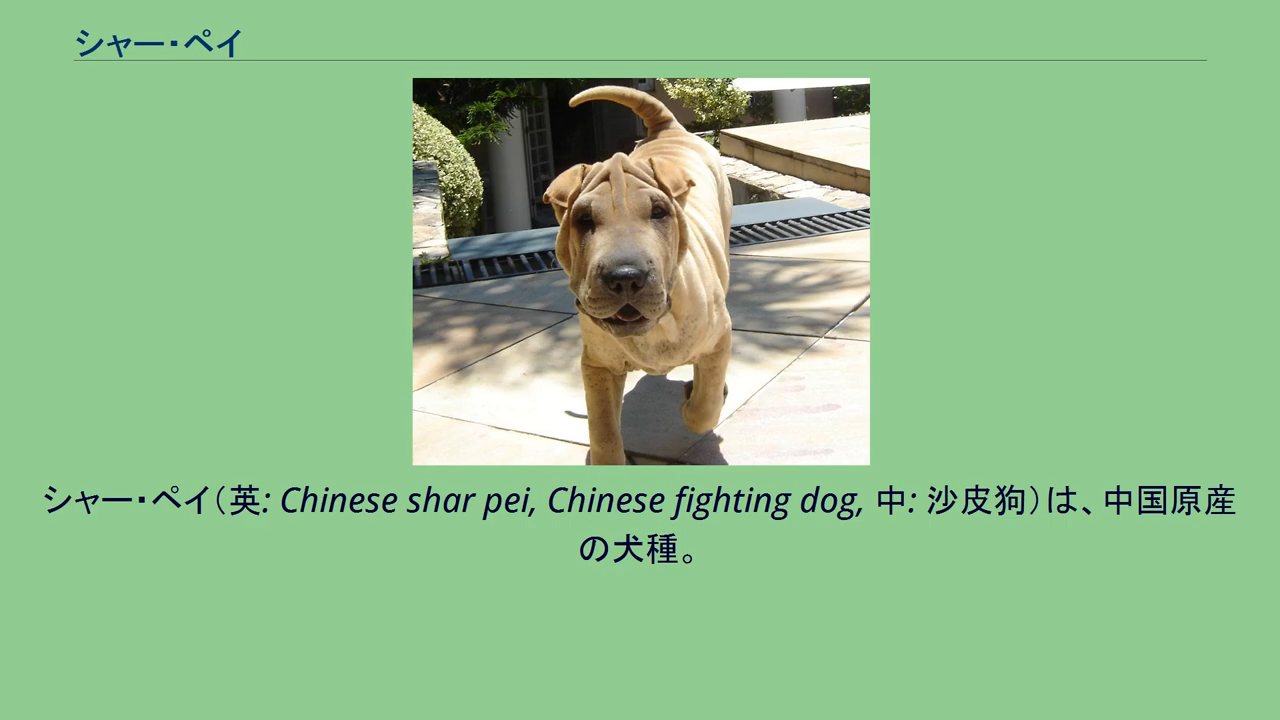 シャー・ペイ
シャー・ペイ（英: Chinese shar pei, Chinese fighting dog, 中: 沙皮狗）は、中国原産
の犬種。